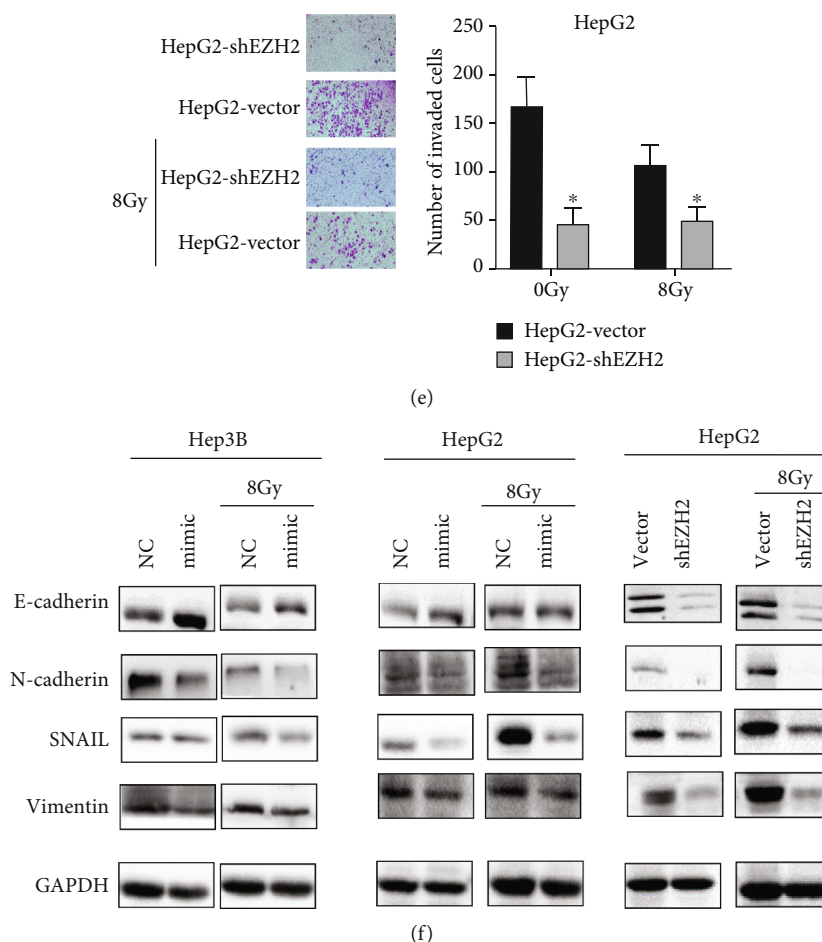 HepG2-shEZH2
HepG2-vector
8Gy
HepG2-shEZH2
HepG2-vector
HepG2
Number of invaded cells
250
200
150
100
50
0
*
*
0Gy
8Gy
HepG2-vector
HepG2-shEZH2
(e)
Hep3B
HepG2
HepG2
8Gy
8Gy
8Gy
NC
mimic
NC
mimic
NC
mimic
NC
mimic
Vector
shEZH2
Vector
shEZH2
E-cadherin
N-cadherin
SNAIL
Vimentin
GAPDH
(f)